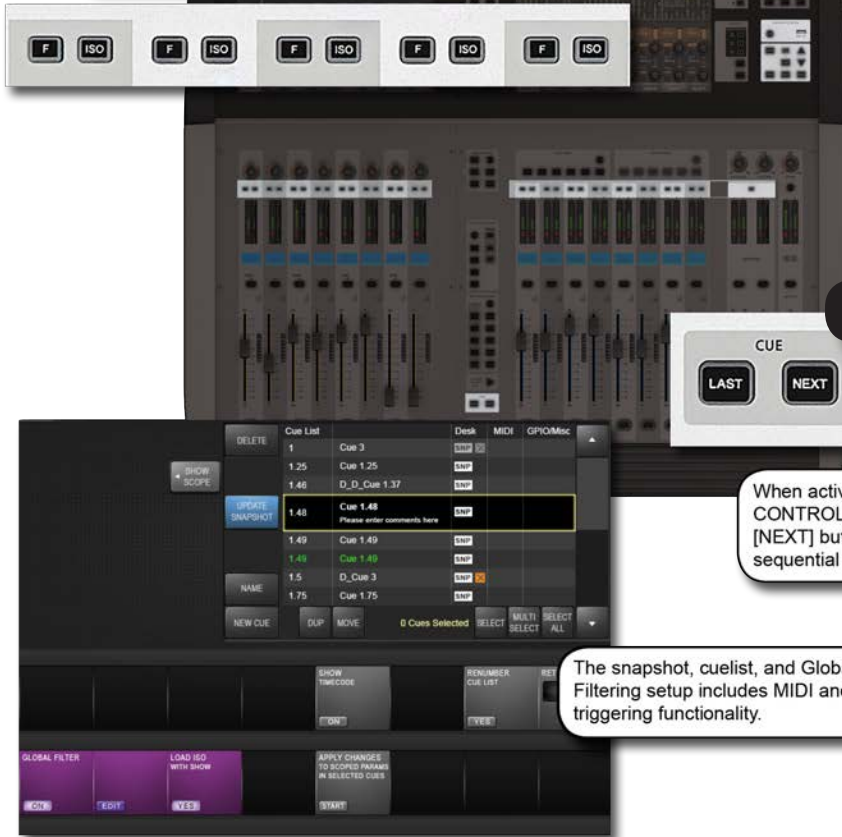 F ISO F ISO F ISO F ISO F ISO
CUE
LAST NEXT
When activ
CONTROL
[NEXT] but
sequential
Cue List Desk MIDI GPIO/Misc
DELETE
1 Cue 3 SNP
SHOW
SCOPE
1.25 Cue 1.25 SNP
1.46 D_D_Cue 1.37 SNP
UPDATE
SNAPSHOT
1.48 Cue 1.48 SNP
Please enter comments here
1.49 Cue 1.49 SNP
1.49 Cue 1.49 SNP
1.5 D_Cue 3 SNP
NAME
1.75 Cue 1.75 SNP
NEW CUE DUP MOVE 0 Cues Selected SELECT MULTI SELECT SELECT ALL
The snapshot, cuelist, and Globa
Filtering setup includes MIDI and
triggering functionality.
SHOW
TIMECODE
ON
RENUMBER
CUE LIST
YES
RET
GLOBAL FILTER
ON
EDIT
LOAD ISO
WITH SHOW
YES
APPLY CHANGES
TO SCOPED PARAMS
IN SELECTED CUES
START